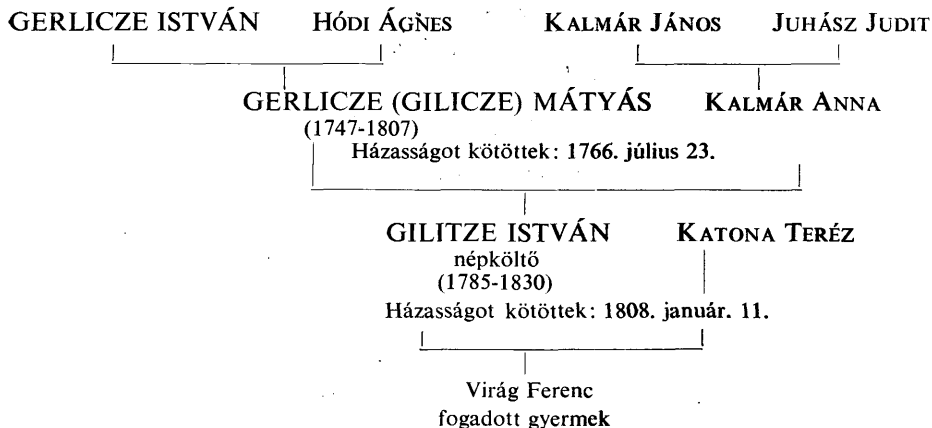 GERLICZE ISTVÁN HÓDI ÁGNES KALMÁR JÁNOS JUHÁSZ JUDIT
GERLICZE (GILICZE) MÁTYÁS KALMÁR ANNA
(1747-1807)
Házasságot kötöttek: 1766. július 23.
GILITZE ISTVÁN KATONA TERÉZ
népköltő
(1785-1830)
Házasságot kötöttek: 1808. január. 11.
Virág Ferenc
fogadott gyermek